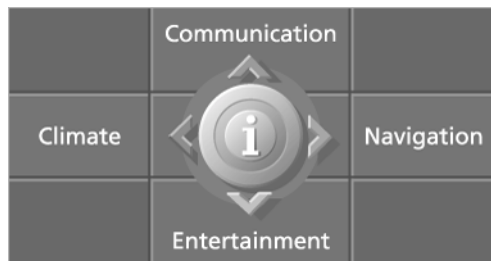 Communication
Climate
i
Navigation
Entertainment